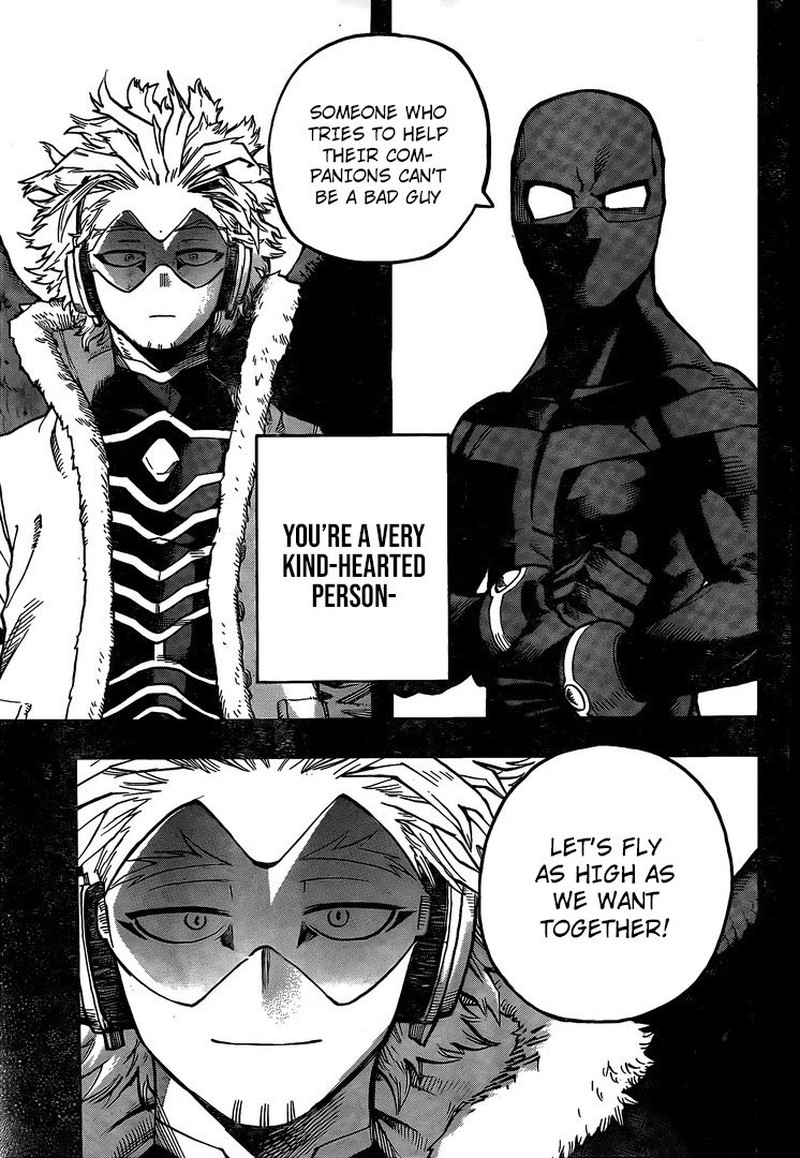 SOMEONE WHO
TRIES TO HELP
THEIR COM-
PANIONS CAN'T
BE A BAD GUY
YOU'RE A VERY
KIND-HEARTED
PERSON-
LET'S FLY
AS HIGH AS
WE WANT
TOGETHER!